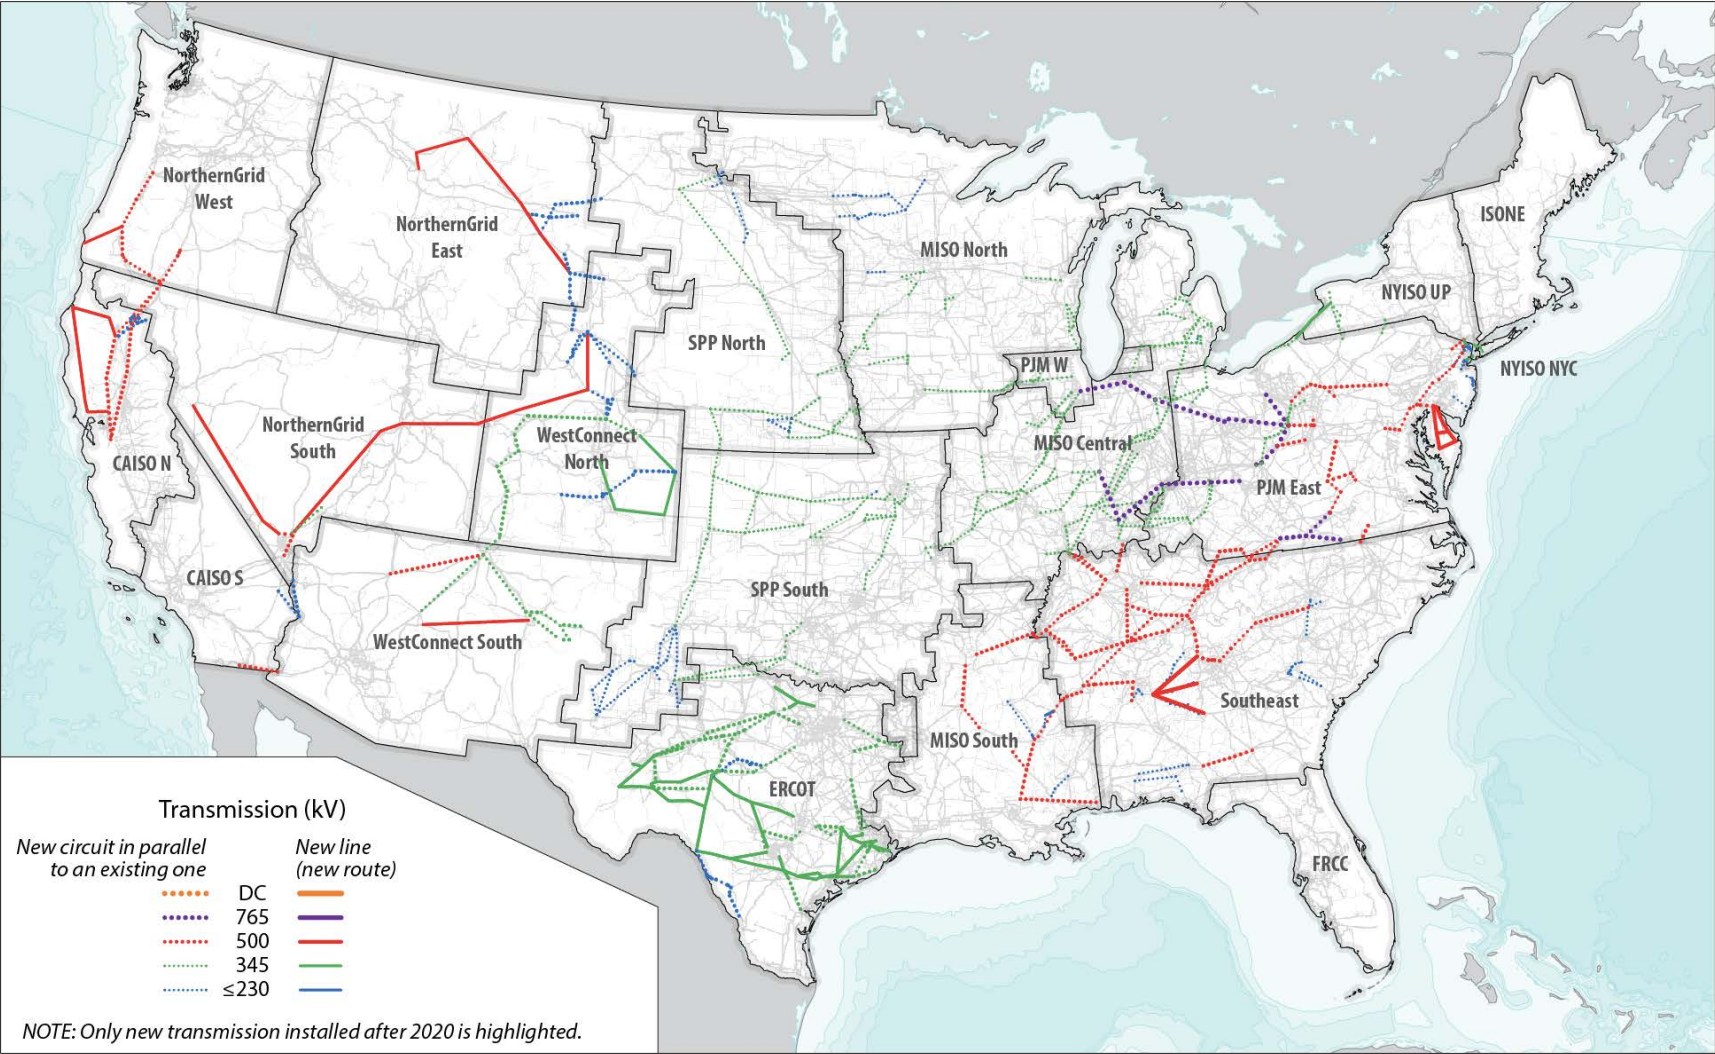 NorthernGrid
West
NorthernGrid
East
MISO North
ISONE
NYISO UP
SPP North
PJM W
NYISO NYC
NorthernGrid
South
WestConnect
North
MISO Central
CAISO N
PJM East
CAISO S
SPP South
WestConnect South
Southeast
MISO South
ERCOT
FRCC
Transmission (kV)
New circuit in parallel
to an existing one
New line
(new route)
DC
765
500
345
≤230
NOTE: Only new transmission installed after 2020 is highlighted.